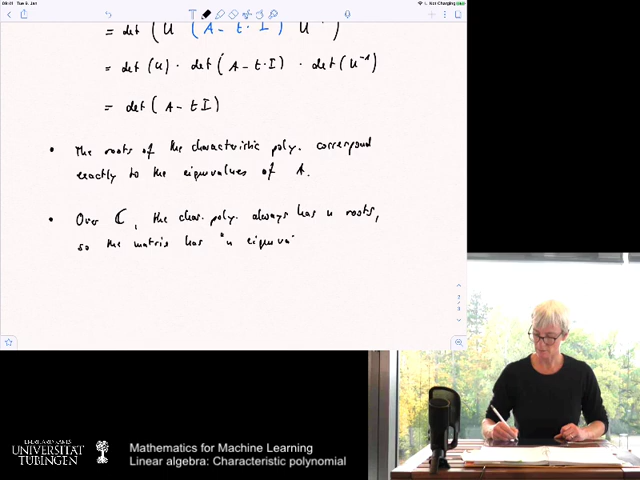 = det ( U ( A - t · I ) U
= det (U) · det ( A - t·I ) · det ( U⁻¹)
= det ( A - t I )
• The roots of the characteristic poly. correspond
exactly to the eigenvalues of A.
• Over ℂ, the char. poly. always has n roots,
so the matrix has "n eigenva
EBERHARD KARLS
UNIVERSITÄT
TÜBINGEN
Mathematics for Machine Learning
Linear algebra: Characteristic polynomial